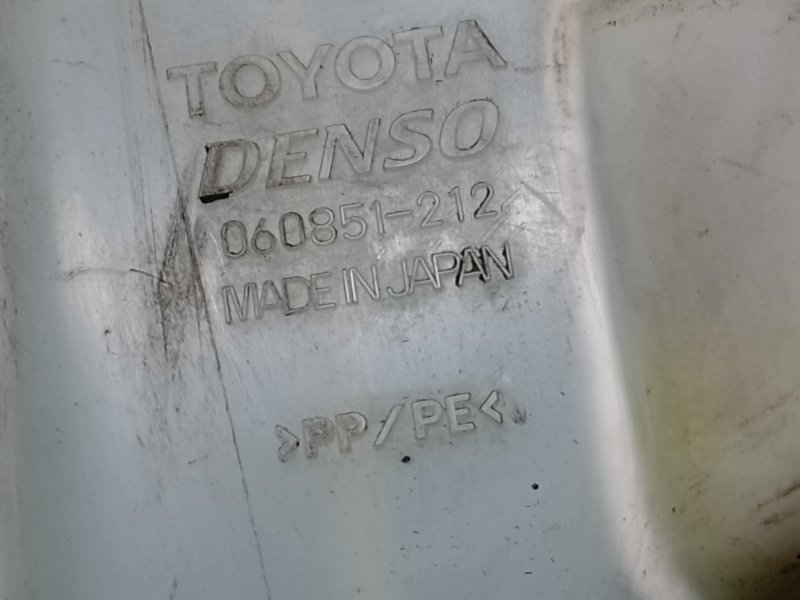 TOYOTA
DENSO
060851-212
MADE IN JAPAN
>PP/PE<